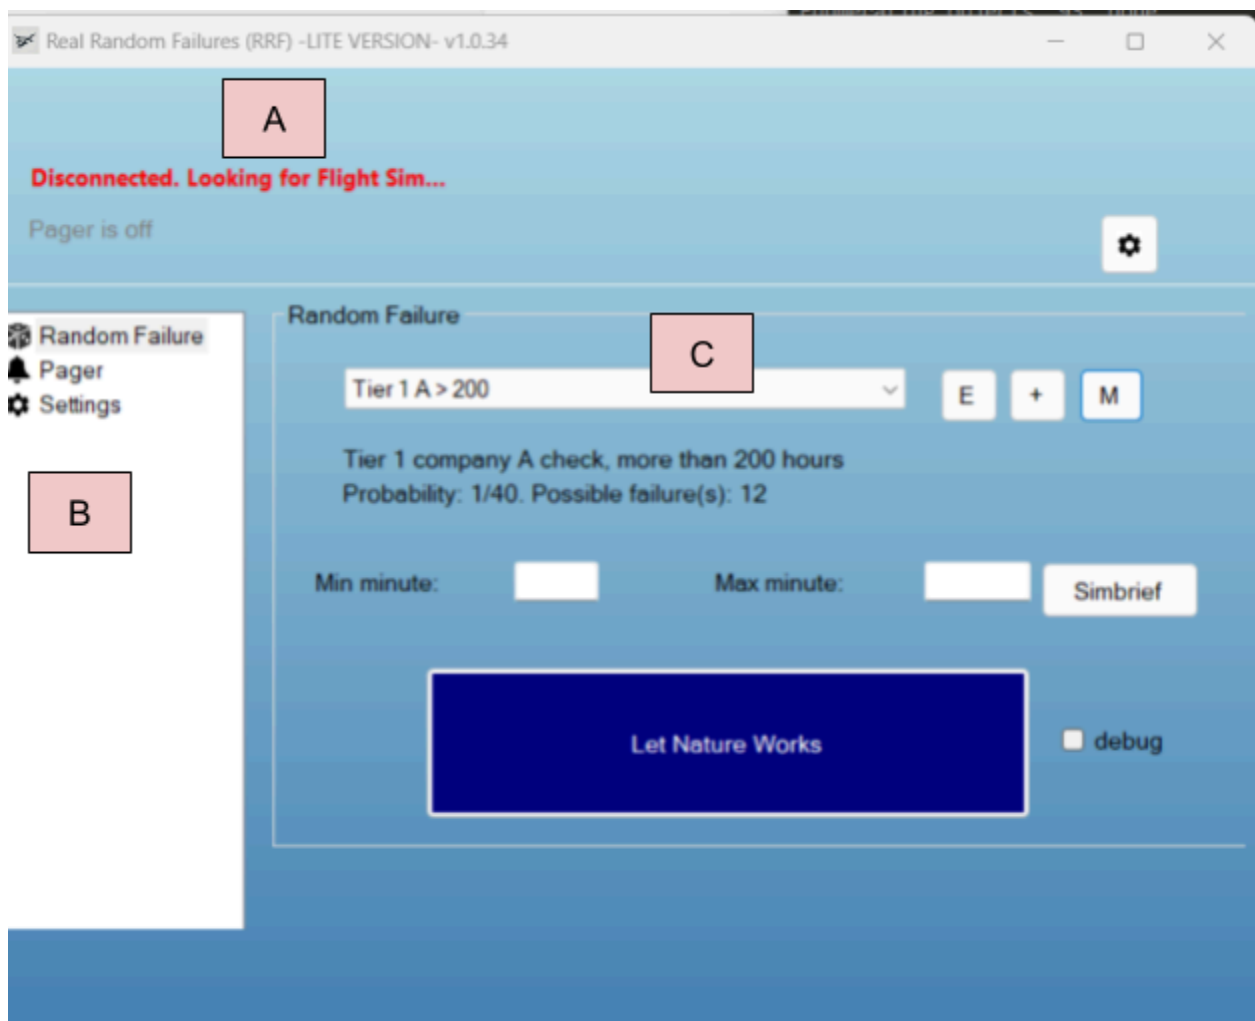 Real Random Failures (RRF) -LITE VERSION- v1.0.34
A
Disconnected. Looking for Flight Sim...
Pager is off
Random Failure
Pager
Settings
B
Random Failure
C
Tier 1 A > 200
E + M
Tier 1 company A check, more than 200 hours
Probability: 1/40. Possible failure(s): 12
Min minute: Max minute: Simbrief
Let Nature Works
debug